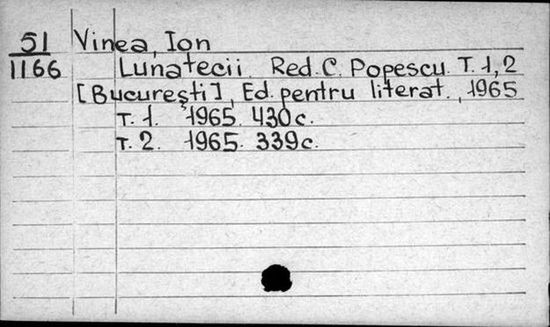 51 Vinea, Ion
1166 Lunatecii. Red. C. Popescu. T. 1, 2
[București], Ed. pentru literat., 1965
T. 1. 1965. 430 c.
T. 2. 1965. 339 c.